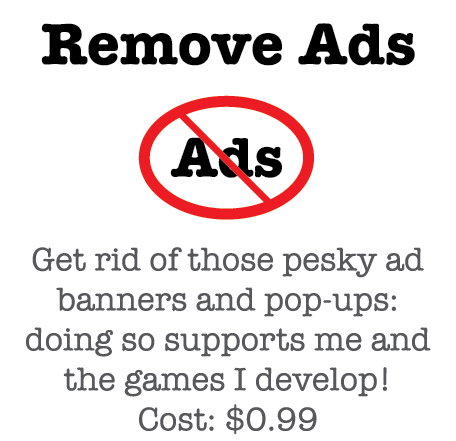 Remove Ads
Ads
Get rid of those pesky ad
banners and pop-ups:
doing so supports me and
the games I develop!
Cost: $0.99